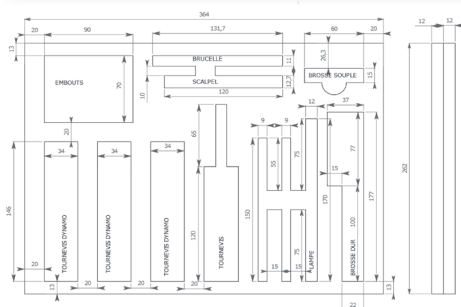 364
20 90 131,7 60 20 12 12
13
BRUCELLE
11
26,3
EMBOUTS
70
10
SCALPEL
12,7
BROSSE SOUFLE
15
120
20
65
9 9 12 37
34 34 34
55
75
77
15
146
TOURNEVIS DYNAMO
TOURNEVIS DYNAMO
TOURNEVIS DYNAMO
120
TOURNEVIS
150
75
170
LAMPE
100
BROSSE DUR
177
262
15 15
20
20 20 20
13
13
22